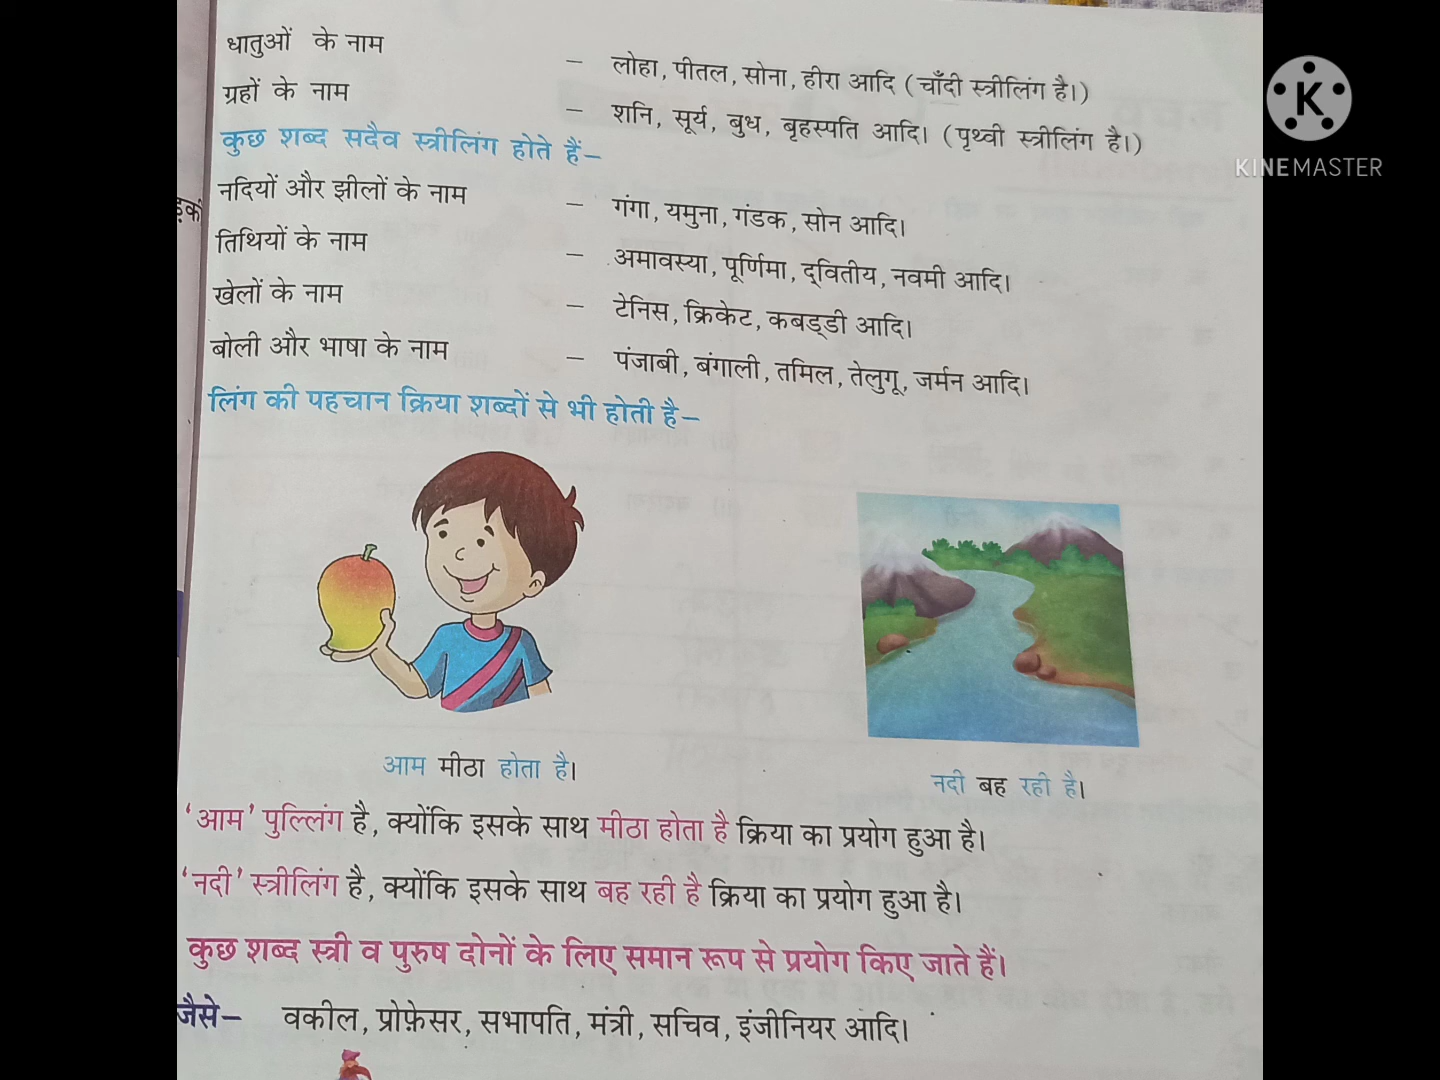 धातुओं के नाम – लोहा, पीतल, सोना, हीरा आदि (चाँदी स्त्रीलिंग है।)
ग्रहों के नाम – शनि, सूर्य, बुध, बृहस्पति आदि। (पृथ्वी स्त्रीलिंग है।)
कुछ शब्द सदैव स्त्रीलिंग होते हैं–
नदियों और झीलों के नाम – गंगा, यमुना, गंडक, सोन आदि।
तिथियों के नाम – अमावस्या, पूर्णिमा, द्‌वितीय, नवमी आदि।
खेलों के नाम – टेनिस, क्रिकेट, कबड्‌डी आदि।
बोली और भाषा के नाम – पंजाबी, बंगाली, तमिल, तेलुगू, जर्मन आदि।
लिंग की पहचान क्रिया शब्दों से भी होती है–
आम मीठा होता है।
नदी बह रही है।
'आम' पुल्लिंग है, क्योंकि इसके साथ मीठा होता है क्रिया का प्रयोग हुआ है।
'नदी' स्त्रीलिंग है, क्योंकि इसके साथ बह रही है क्रिया का प्रयोग हुआ है।
कुछ शब्द स्त्री व पुरुष दोनों के लिए समान रूप से प्रयोग किए जाते हैं।
जैसे– वकील, प्रोफ़ेसर, सभापति, मंत्री, सचिव, इंजीनियर आदि।
K
KINEMASTER